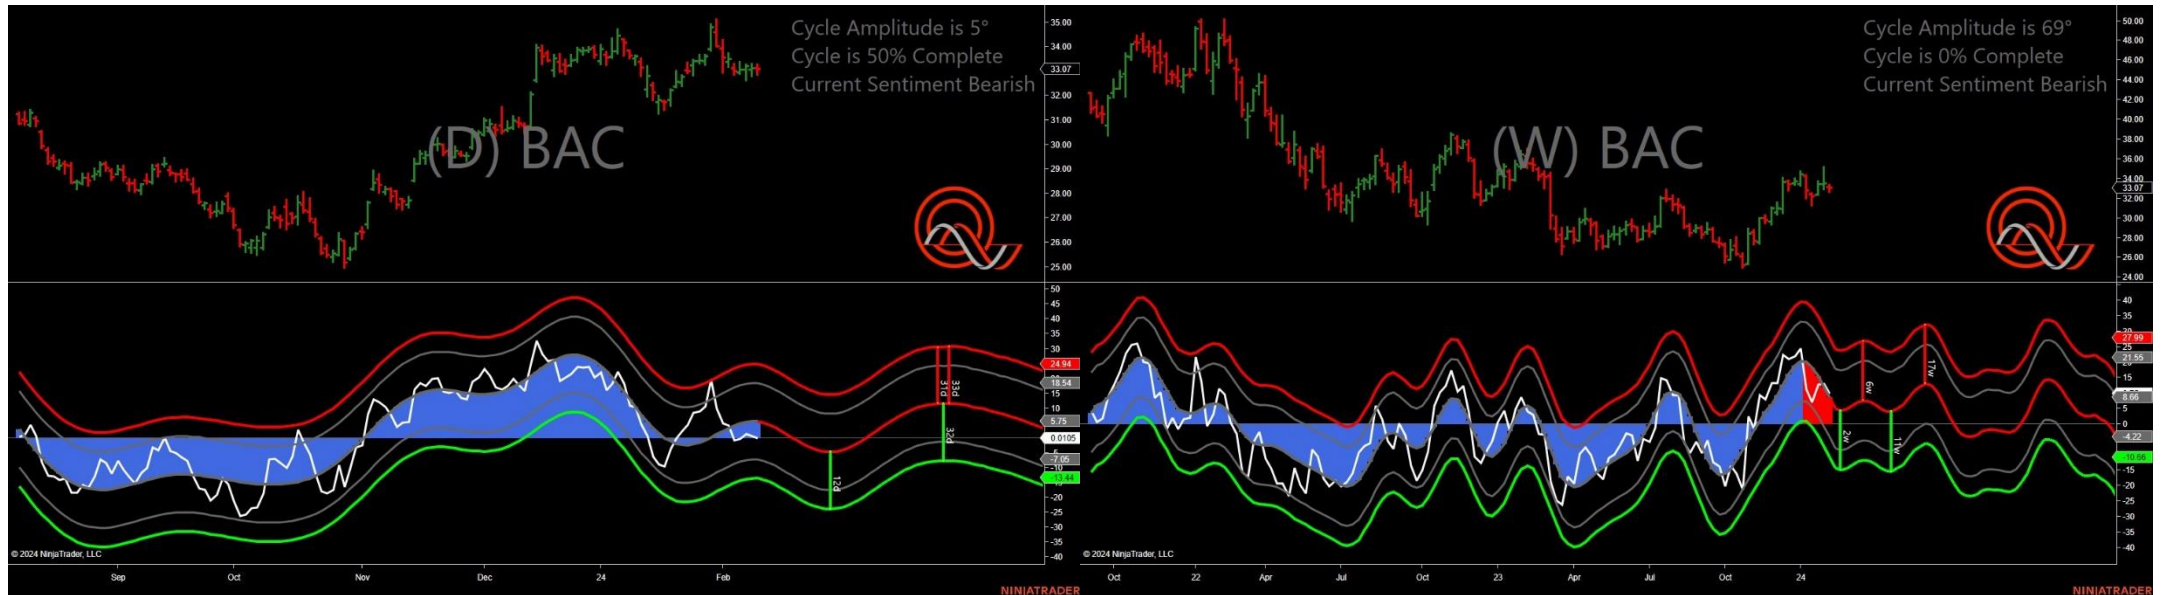 Cycle Amplitude is 5°
Cycle is 50% Complete
Current Sentiment Bearish
(D) BAC
35.00
34.00
33.07
32.00
31.00
30.00
29.00
28.00
27.00
26.00
25.00
50
45
40
35
30
24.94
18.54
15
10
5.75
0.0105
-7.05
-10
-13.44
-20
-25
-30
-35
-40
31d
33d
32d
12d
© 2024 NinjaTrader, LLC
Sep
Oct
Nov
Dec
24
Feb
NINJATRADER
Cycle Amplitude is 69°
Cycle is 0% Complete
Current Sentiment Bearish
(W) BAC
50.00
48.00
46.00
44.00
42.00
40.00
38.00
36.00
34.00
33.07
32.00
30.00
28.00
26.00
24.00
40
35
27.99
25
21.55
15
8.66
5
0
-4.22
-10.66
-15
-20
-25
-30
-35
-40
6w
17w
2w
11w
© 2024 NinjaTrader, LLC
Oct
22
Apr
Jul
Oct
23
Apr
Jul
Oct
24
NINJATRADER